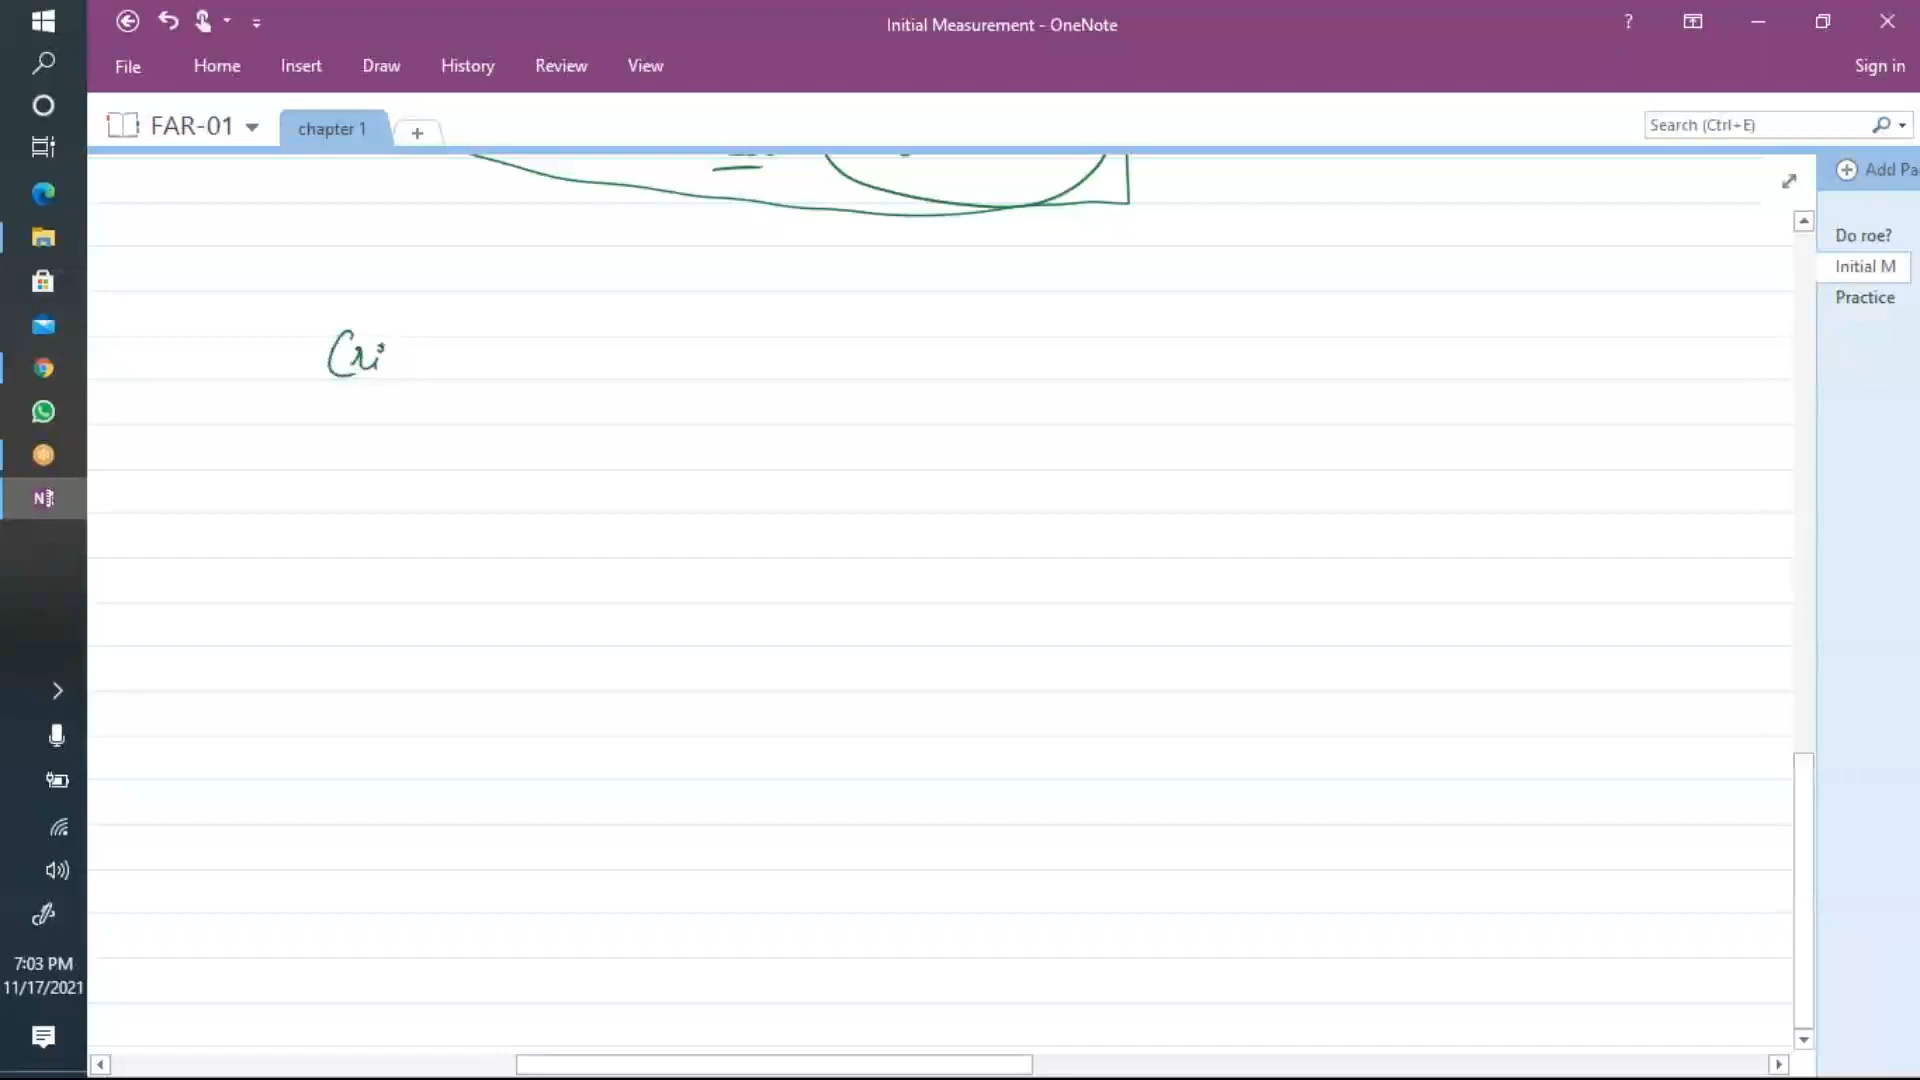 Initial Measurement - OneNote
?
File Home Insert Draw History Review View
Sign in
FAR-01 chapter 1 +
Search (Ctrl+E)
Add Pa
Do roe?
Initial M
Practice
Cri
7:03 PM
11/17/2021